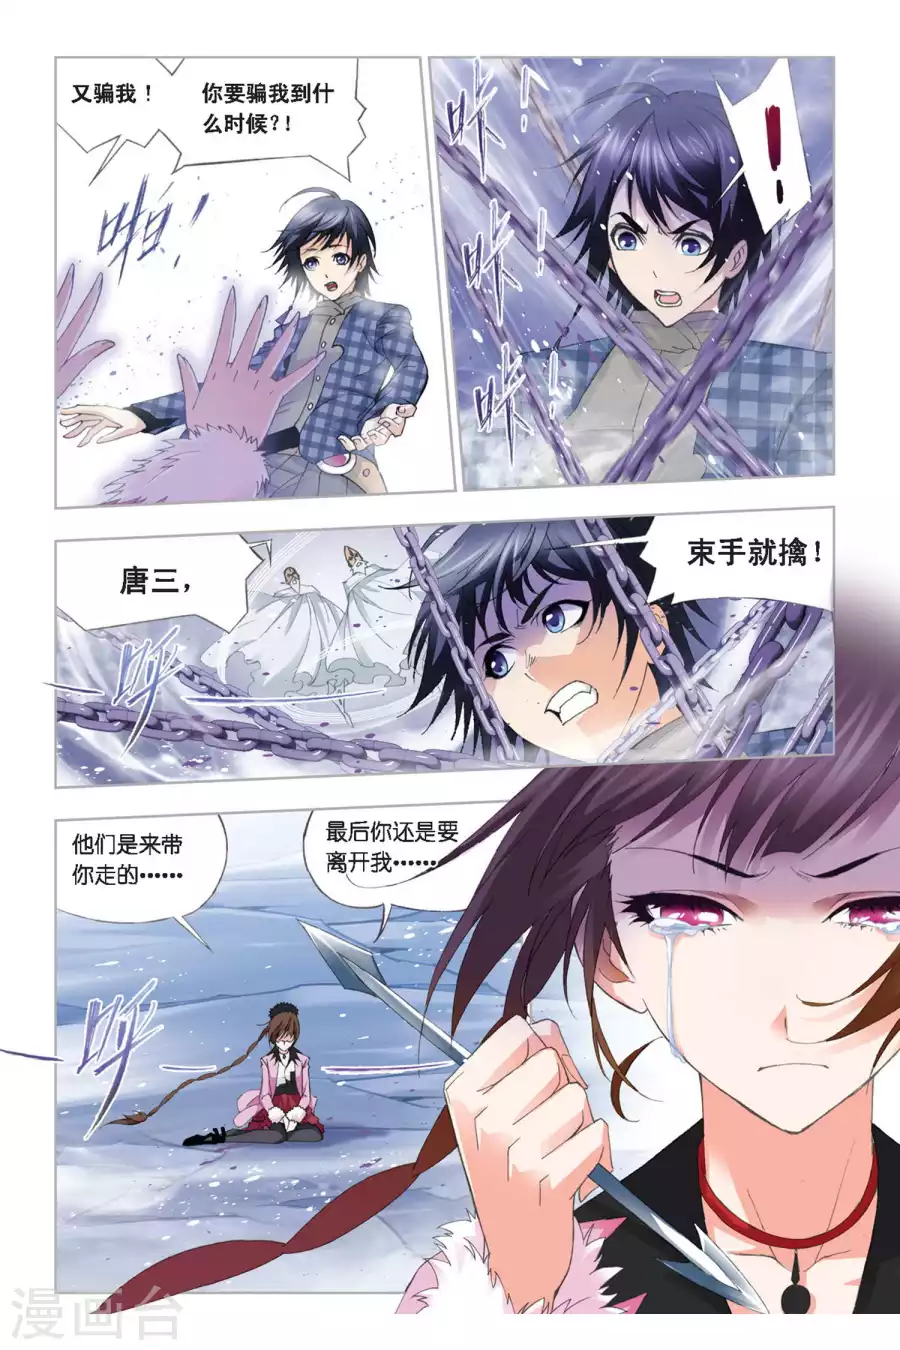 又骗我！
你要骗我到什
么时候？！
啪！
咔！
咔！
咔！
！
唐三，
束手就擒！
呼
他们是来带
你走的……
最后你还是要
离开我……
呼
漫画台